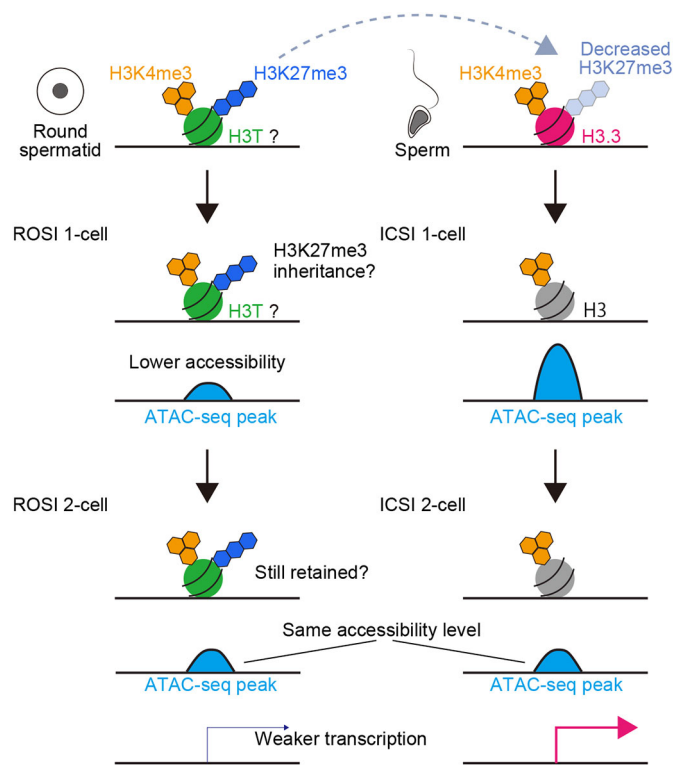 H3K4me3
H3K27me3
Round
spermatid
H3T ?
Decreased
H3K27me3
H3K4me3
Sperm
H3.3
ROSI 1-cell
H3K27me3
inheritance?
H3T ?
Lower accessibility
ATAC-seq peak
ICSI 1-cell
H3
ATAC-seq peak
ROSI 2-cell
Still retained?
ICSI 2-cell
Same accessibility level
ATAC-seq peak
ATAC-seq peak
Weaker transcription